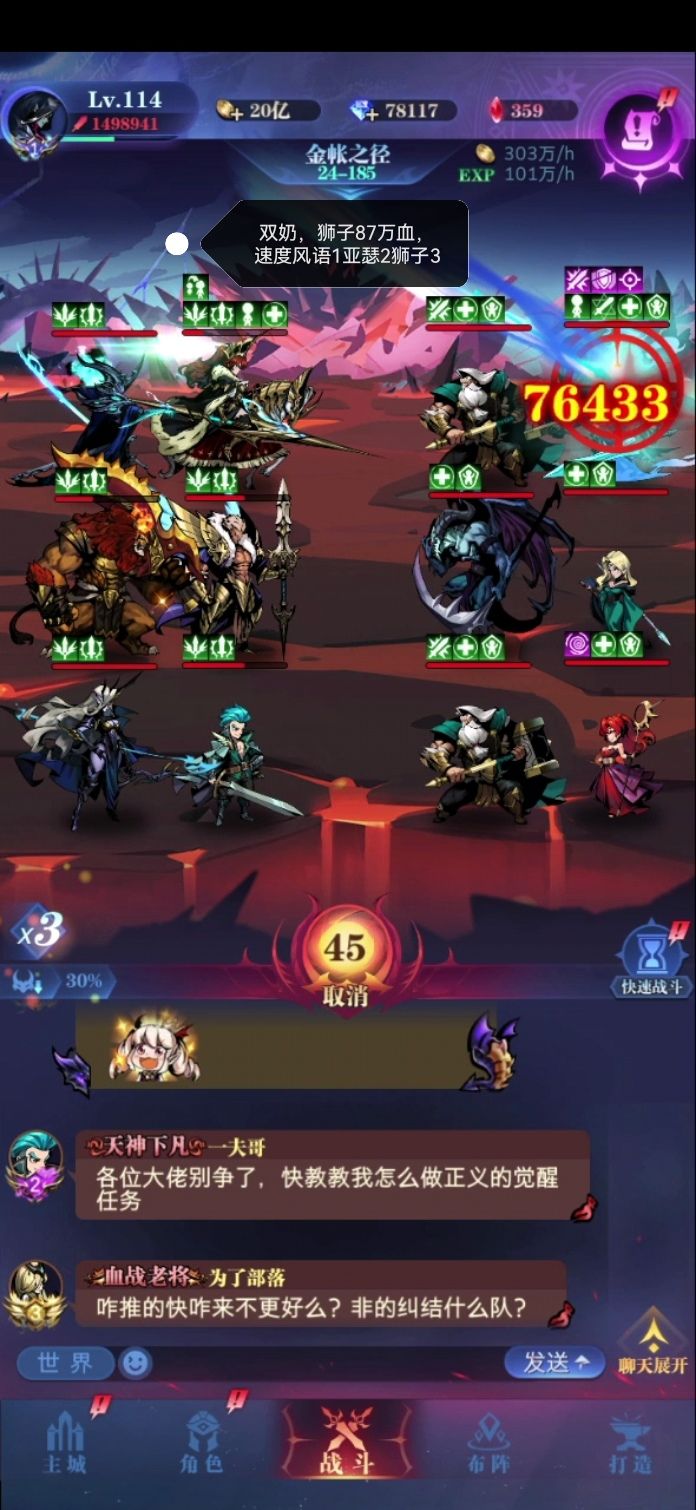 Lv.114
1498941
1
20亿
78117
359
金帐之径
24-185
303万/h
EXP 101万/h
双奶，狮子87万血，
速度风语1亚瑟2狮子3
76433
x3
45
取消
30%
快速战斗
天神下凡 一夫哥
各位大佬别争了，快教教我怎么做正义的觉醒
任务
2
血战老将 为了部落
咋推的快咋来不更好么？非的纠结什么队？
3
世界
发送
聊天展开
主城
角色
战斗
布阵
打造